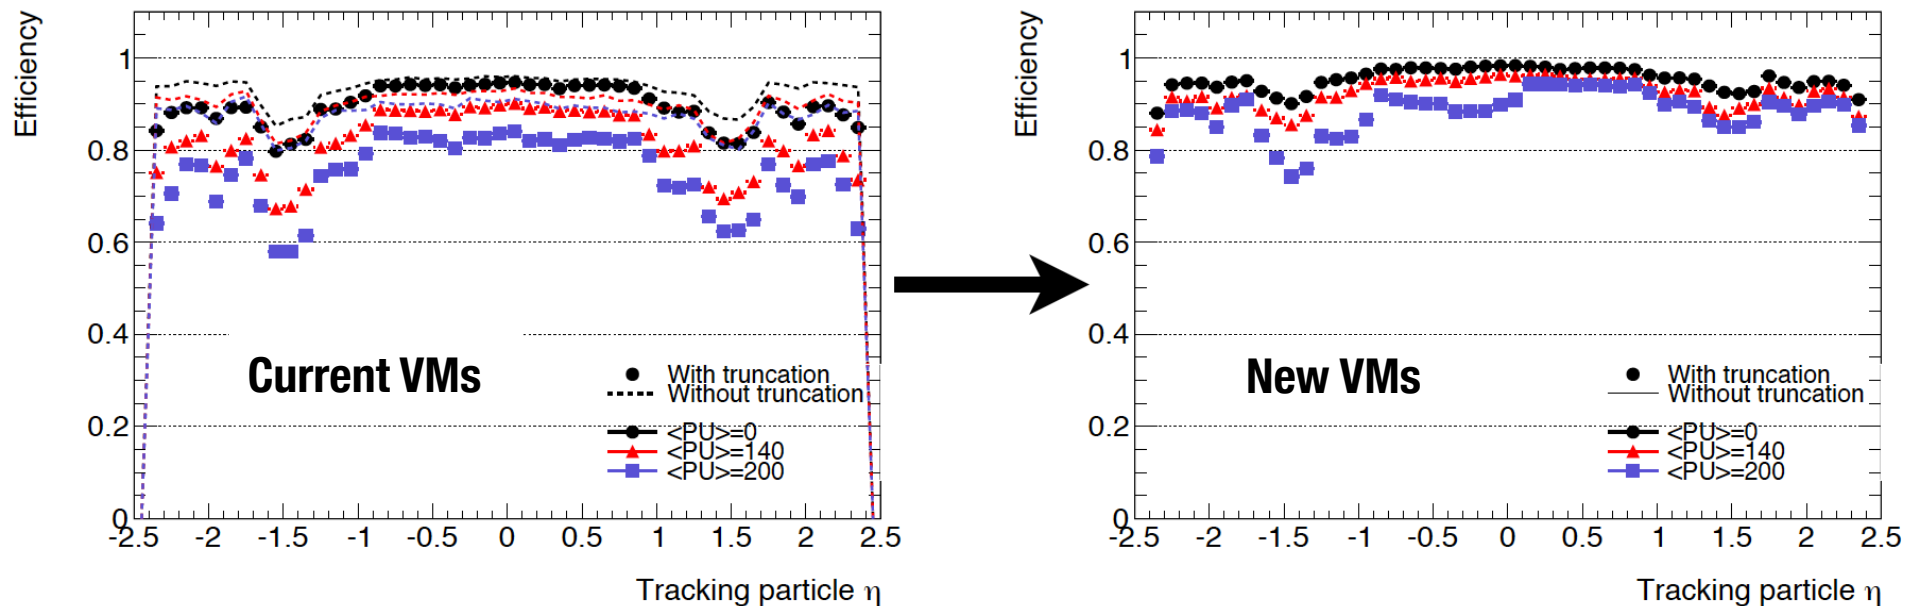 Efficiency
1
0.8
0.6
0.4
0.2
0
-2.5 -2 -1.5 -1 -0.5 0 0.5 1 1.5 2 2.5
Tracking particle η
Current VMs
With truncation
Without truncation
<PU>=0
<PU>=140
<PU>=200
Efficiency
1
0.8
0.6
0.4
0.2
0
-2.5 -2 -1.5 -1 -0.5 0 0.5 1 1.5 2 2.5
Tracking particle η
New VMs
With truncation
Without truncation
<PU>=0
<PU>=140
<PU>=200